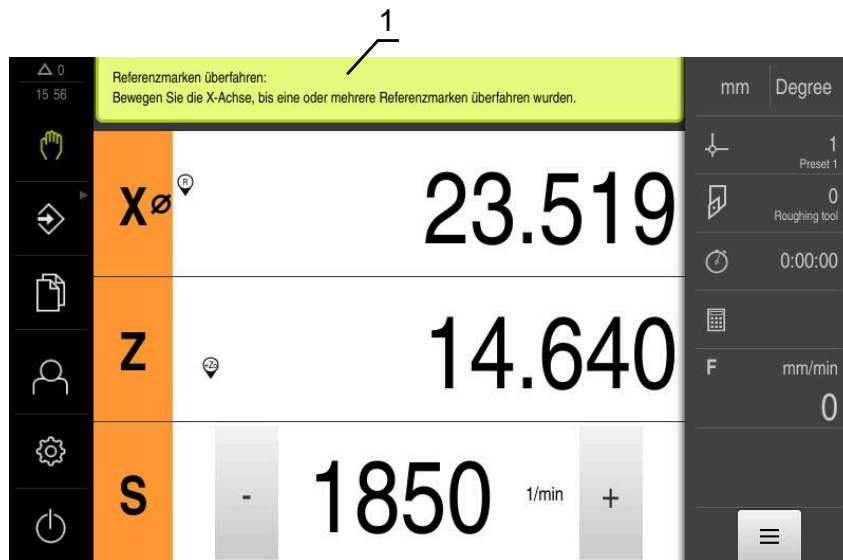 1
0
15 56
Referenzmarken überfahren:
Bewegen Sie die X-Achse, bis eine oder mehrere Referenzmarken überfahren wurden.
mm Degree
1
Preset 1
0
Roughing tool
0:00:00
F mm/min
0
X⌀ R 23.519
Z +Zo 14.640
S - 1850 1/min +